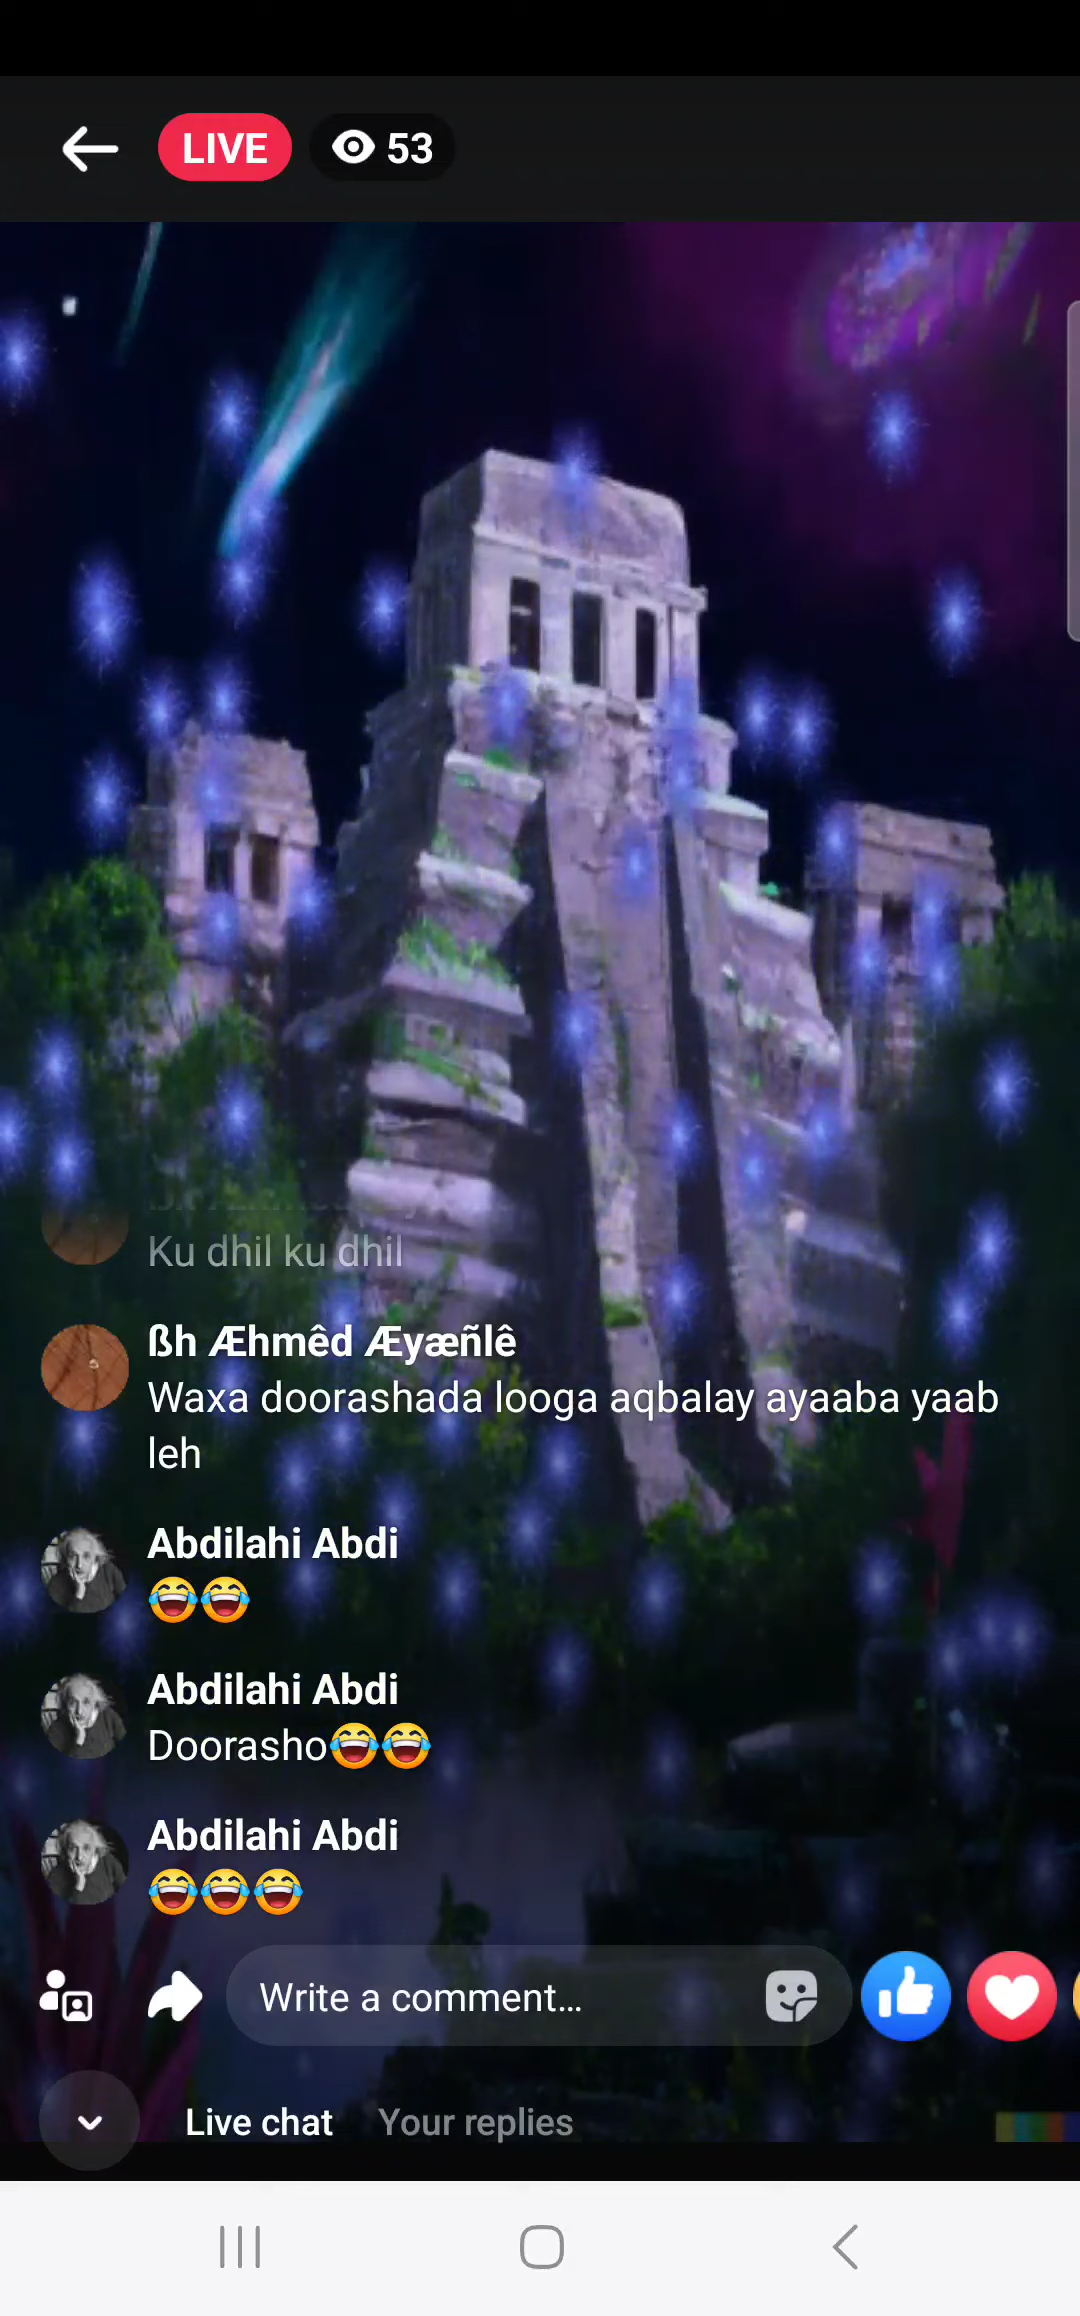 LIVE 53
Ku dhil ku dhil
ßh Æhmêd Æyæñlê
Waxa doorashada looga aqbalay ayaaba yaab
leh
Abdilahi Abdi
😂😂
Abdilahi Abdi
Doorasho😂😂
Abdilahi Abdi
😂😂😂
Write a comment...
Live chat Your replies